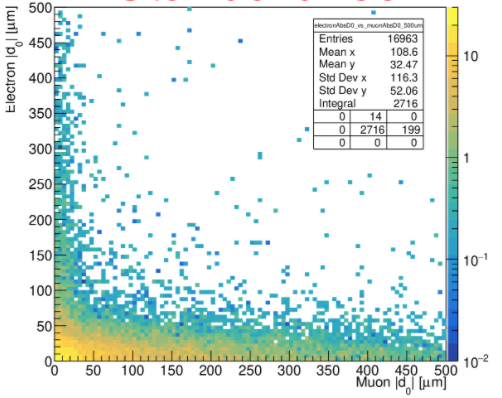 electronAbsD0_vs_muonAbsD0_500um
Entries 16963
Mean x 108.6
Mean y 32.47
Std Dev x 116.3
Std Dev y 52.06
Integral 2716
0 14 0
0 2716 199
0 0 0
Electron |d0| [μm]
500
450
400
350
300
250
200
150
100
50
0
0 50 100 150 200 250 300 350 400 450 500
Muon |d0| [μm]
10
1
10−1
10−2